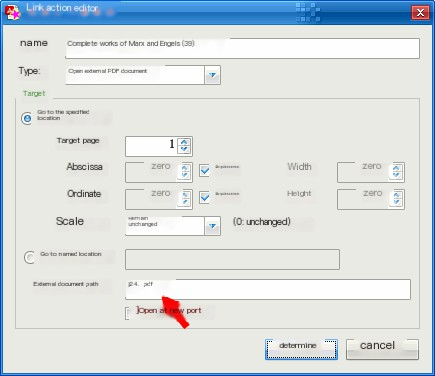 Link action editor
name Complete works of Marx and Engels (39)
Type: Open external PDF document
Target
Go to the specified location
Target page 1
Abscissa zero Width zero
Ordinate zero Height zero
Scale Remain unchanged (0: unchanged)
Go to named location
External document path j24. pdf
Open at new port
determine cancel